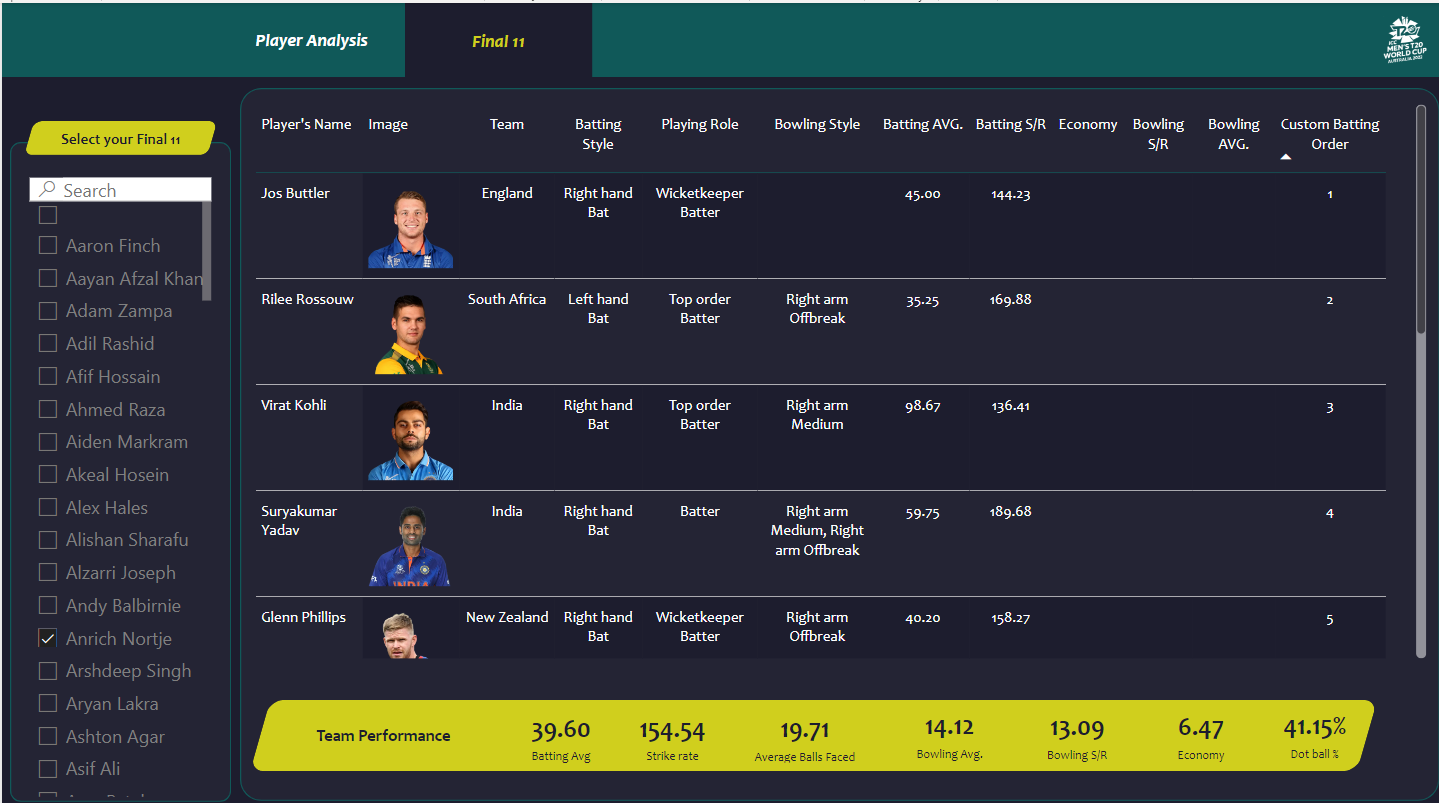 Player Analysis
Final 11
ICC
MEN'S T20
WORLD CUP
AUSTRALIA 2022
Select your Final 11
Search
Aaron Finch
Aayan Afzal Khan
Adam Zampa
Adil Rashid
Afif Hossain
Ahmed Raza
Aiden Markram
Akeal Hosein
Alex Hales
Alishan Sharafu
Alzarri Joseph
Andy Balbirnie
Anrich Nortje
Arshdeep Singh
Aryan Lakra
Ashton Agar
Asif Ali
Player's Name Image Team Batting Style Playing Role Bowling Style Batting AVG. Batting S/R Economy Bowling S/R Bowling AVG. Custom Batting Order
Jos Buttler England Right hand Bat Wicketkeeper Batter 45.00 144.23 1
Rilee Rossouw South Africa Left hand Bat Top order Batter Right arm Offbreak 35.25 169.88 2
Virat Kohli India Right hand Bat Top order Batter Right arm Medium 98.67 136.41 3
Suryakumar Yadav India Right hand Bat Batter Right arm Medium, Right arm Offbreak 59.75 189.68 4
INDIA
Glenn Phillips New Zealand Right hand Bat Wicketkeeper Batter Right arm Offbreak 40.20 158.27 5
Team Performance
39.60 154.54 19.71 14.12 13.09 6.47 41.15%
Batting Avg Strike rate Average Balls Faced Bowling Avg. Bowling S/R Economy Dot ball %